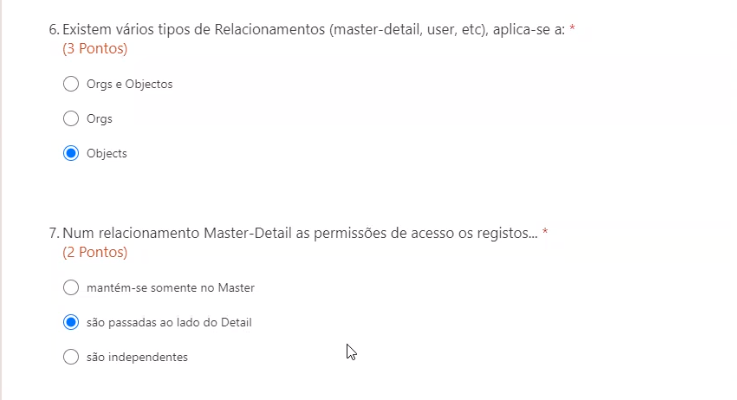 6. Existem vários tipos de Relacionamentos (master-detail, user, etc), aplica-se a: *
(3 Pontos)
Orgs e Objectos
Orgs
Objects
7. Num relacionamento Master-Detail as permissões de acesso os registos... *
(2 Pontos)
mantém-se somente no Master
são passadas ao lado do Detail
são independentes